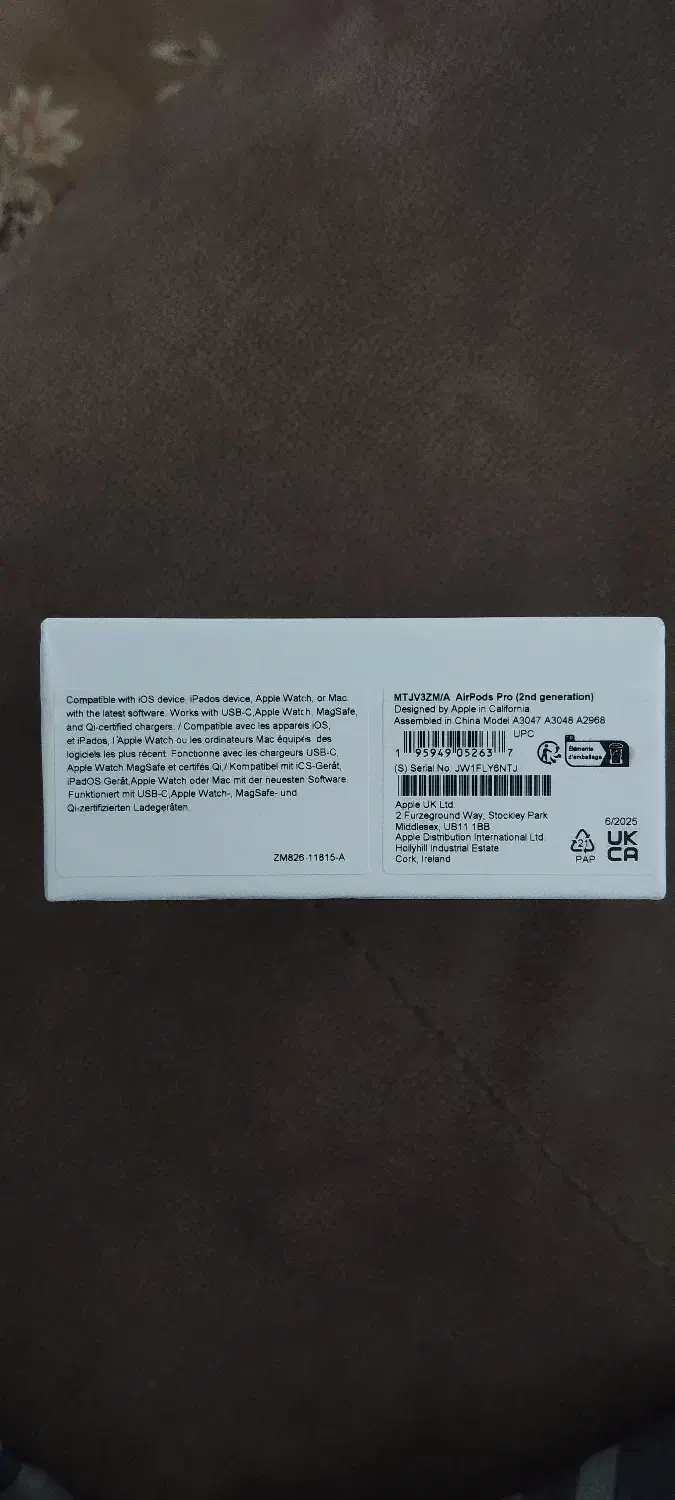 Compatible with iOS device, iPados device, Apple Watch, or Mac
with the latest software. Works with USB-C,Apple Watch, MagSafe,
and Qi-certified chargers. / Compatible avec les appareis iOS,
et iPados, l'Apple Watch ou les ordinateurs Mac équipés des
logiciels les plus récent. Fonctionne avec les chargeurs USB-C,
Apple Watch MagSafe et certifés Qi,/ Kompatibel mit iCS-Gerät,
iPadOS-Gerät,Apple Watch oder Mac mit der neuesten Software.
Funktioniert mit USB-C,Apple Watch-, MagSafe- und
Qi-zertifizierten Ladegeräten.
ZM826-11815-A
MTJV3ZM/A AirPods Pro (2nd generation)
Designed by Apple in California
Assembled in China Model A3047 A3048 A2968
UPC
1 95949 05263 7
Éléments
d'emballage
(S) Serial No. JW1FLY6NTJ
Apple UK Ltd.
2 Furzeground Way, Stockley Park
Middlesex, UB11 1BB
Apple Distribution International Ltd
Hollyhill Industrial Estate
Cork, Ireland
21
PAP
6/2025
UK
CA